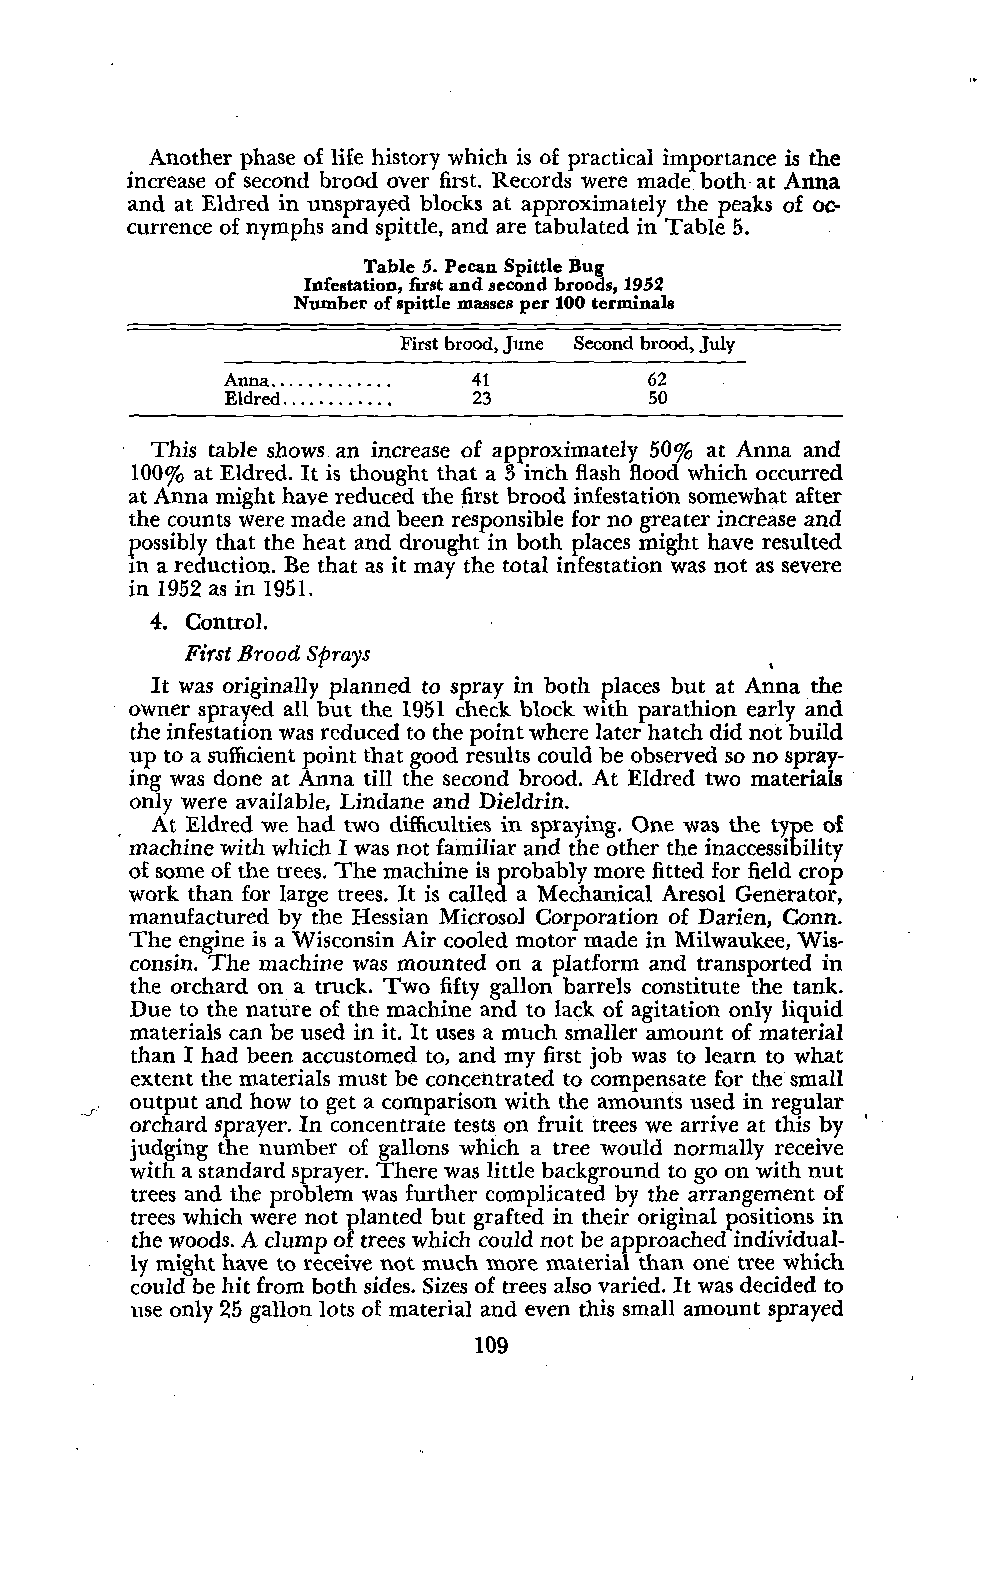 Another phase of life history which is of practical importance is the
increase of second brood over first. Records were made both at Anna
and at Eldred in unsprayed blocks at approximately the peaks of oc-
currence of nymphs and spittle, and are tabulated in Table 5.
Table 5. Pecan Spittle Bug
Infestation, first and second broods, 1952
Number of spittle masses per 100 terminals
First brood, June Second brood, July
Anna............. 41 62
Eldred............ 23 50
This table shows an increase of approximately 50% at Anna and
100% at Eldred. It is thought that a 3 inch flash flood which occurred
at Anna might have reduced the first brood infestation somewhat after
the counts were made and been responsible for no greater increase and
possibly that the heat and drought in both places might have resulted
in a reduction. Be that as it may the total infestation was not as severe
in 1952 as in 1951.
4. Control.
First Brood Sprays
It was originally planned to spray in both places but at Anna the
owner sprayed all but the 1951 check block with parathion early and
the infestation was reduced to the point where later hatch did not build
up to a sufficient point that good results could be observed so no spray-
ing was done at Anna till the second brood. At Eldred two materials
only were available, Lindane and Dieldrin.
At Eldred we had two difficulties in spraying. One was the type of
machine with which I was not familiar and the other the inaccessibility
of some of the trees. The machine is probably more fitted for field crop
work than for large trees. It is called a Mechanical Aresol Generator,
manufactured by the Hessian Microsol Corporation of Darien, Conn.
The engine is a Wisconsin Air cooled motor made in Milwaukee, Wis-
consin. The machine was mounted on a platform and transported in
the orchard on a truck. Two fifty gallon barrels constitute the tank.
Due to the nature of the machine and to lack of agitation only liquid
materials can be used in it. It uses a much smaller amount of material
than I had been accustomed to, and my first job was to learn to what
extent the materials must be concentrated to compensate for the small
output and how to get a comparison with the amounts used in regular
orchard sprayer. In concentrate tests on fruit trees we arrive at this by
judging the number of gallons which a tree would normally receive
with a standard sprayer. There was little background to go on with nut
trees and the problem was further complicated by the arrangement of
trees which were not planted but grafted in their original positions in
the woods. A clump of trees which could not be approached individual-
ly might have to receive not much more material than one tree which
could be hit from both sides. Sizes of trees also varied. It was decided to
use only 25 gallon lots of material and even this small amount sprayed
109